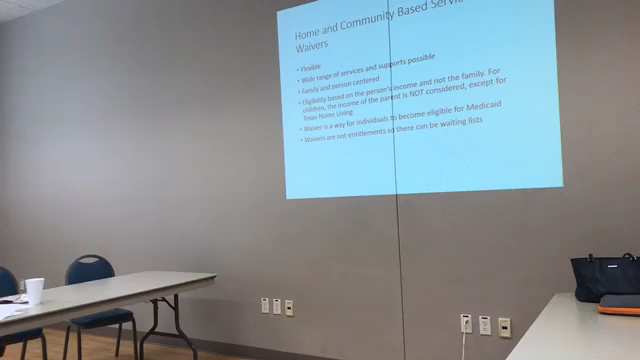 Home and Community Based
Waivers
• Flexible
• Wide range of services and supports possible
• Family and person centered
• Eligibility based on the person's income and not the family. For
children, the income of the parent is NOT considered, except for
Texas Home Living
• Waiver is a way for individuals to become eligible for Medicaid
• Waivers are not entitlements so there can be waiting lists